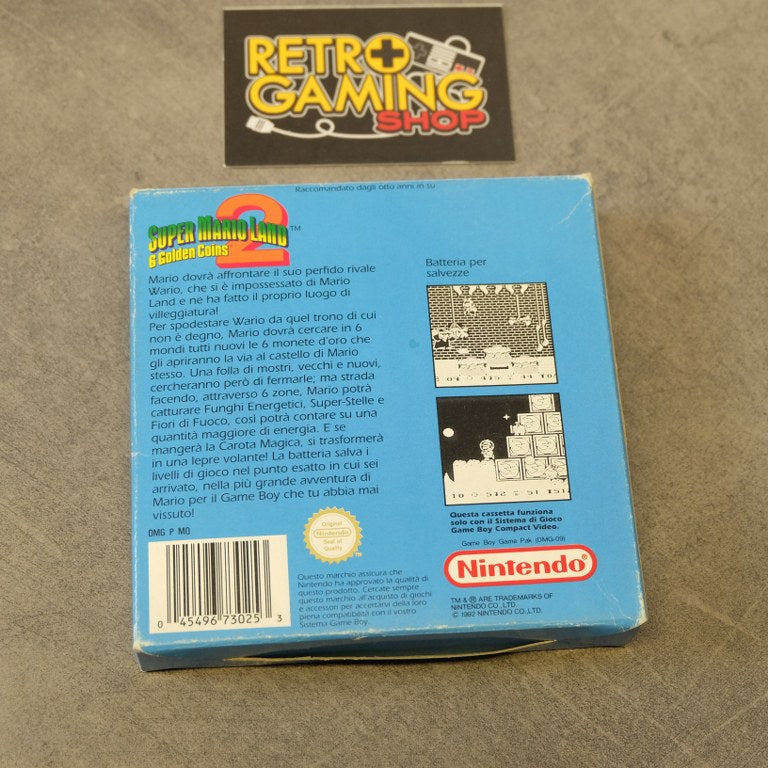 RETRO
GAMING
SHOP
Raccomandato dagli otto anni in su
SUPER MARIO LAND 2 ™
6 Golden Coins
Mario dovrà affrontare il suo perfido rivale
Wario, che si è impossessato di Mario
Land e ne ha fatto il proprio luogo di
villeggiatura!
Per spodestare Wario da quel trono di cui
non è degno, Mario dovrà cercare in 6
mondi tutti nuovi le 6 monete d'oro che
gli apriranno la via al castello di Mario
stesso. Una folla di mostri, vecchi e nuovi,
cercheranno però di fermarle; ma strada
facendo, attraverso 6 zone, Mario potrà
catturare Funghi Energetici, Super-Stelle e
Fiori di Fuoco, così potrà contare su una
quantità maggiore di energia. E se
mangerà la Carota Magica, si trasformerà
in una lepre volante! La batteria salva i
livelli di gioco nel punto esatto in cui sei
arrivato, nella più grande avventura di
Mario per il Game Boy che tu abbia mai
vissuto!
DMG P MQ
0 45496 73025 3
Batteria per
salvezze
Original
Nintendo
Seal of
Quality
TM
Questo marchio assicura che
Nintendo ha approvato la qualità di
questo prodotto. Cercate sempre
questo marchio all'acquisto di giochi
e accessori per accertarvi della loro
piena compatibilità con il vostro
Sistema Game Boy.
Questa cassetta funziona
solo con il Sistema di Gioco
Game Boy Compact Video.
Game Boy Game Pak (DMG-09)
Nintendo®
TM & ® ARE TRADEMARKS OF
NINTENDO CO., LTD.
© 1992 NINTENDO CO., LTD.